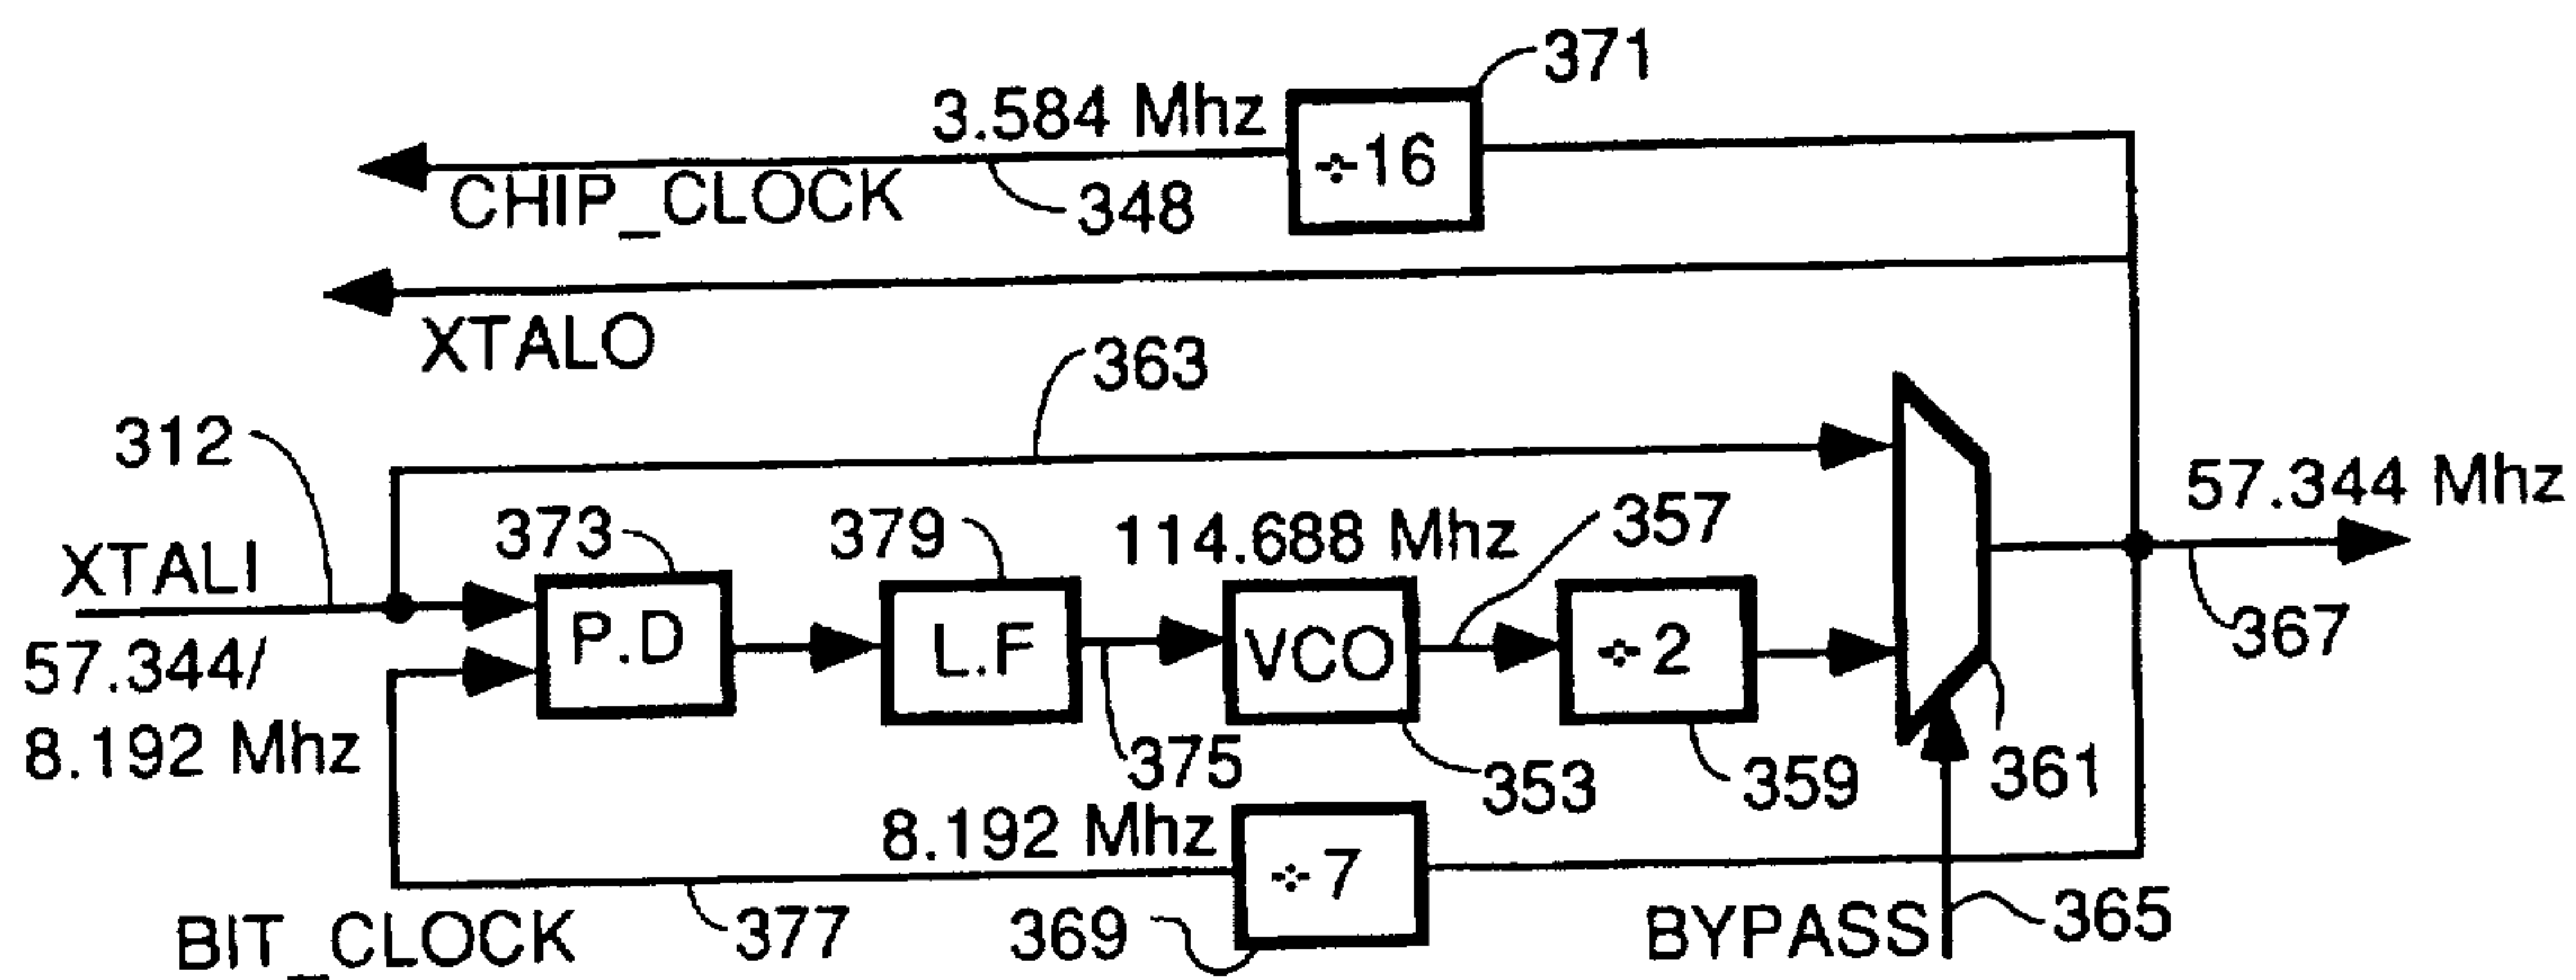 371
3.584 Mhz
÷16
CHIP_CLOCK
348
XTALO
363
312
57.344 Mhz
373
379
114.688 Mhz
357
XTALI
P.D
L.F
VCO
÷2
367
57.344/
8.192 Mhz
375
353
359
361
8.192 Mhz
÷7
BIT_CLOCK
377
369
BYPASS
365